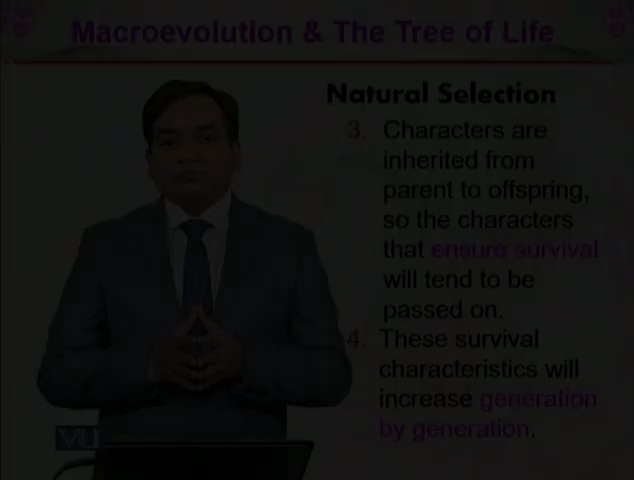 Macroevolution & The Tree of Life
Natural Selection
3. Characters are
inherited from
parent to offspring,
so the characters
that ensure survival
will tend to be
passed on.
4. These survival
characteristics will
increase generation
by generation.
VU